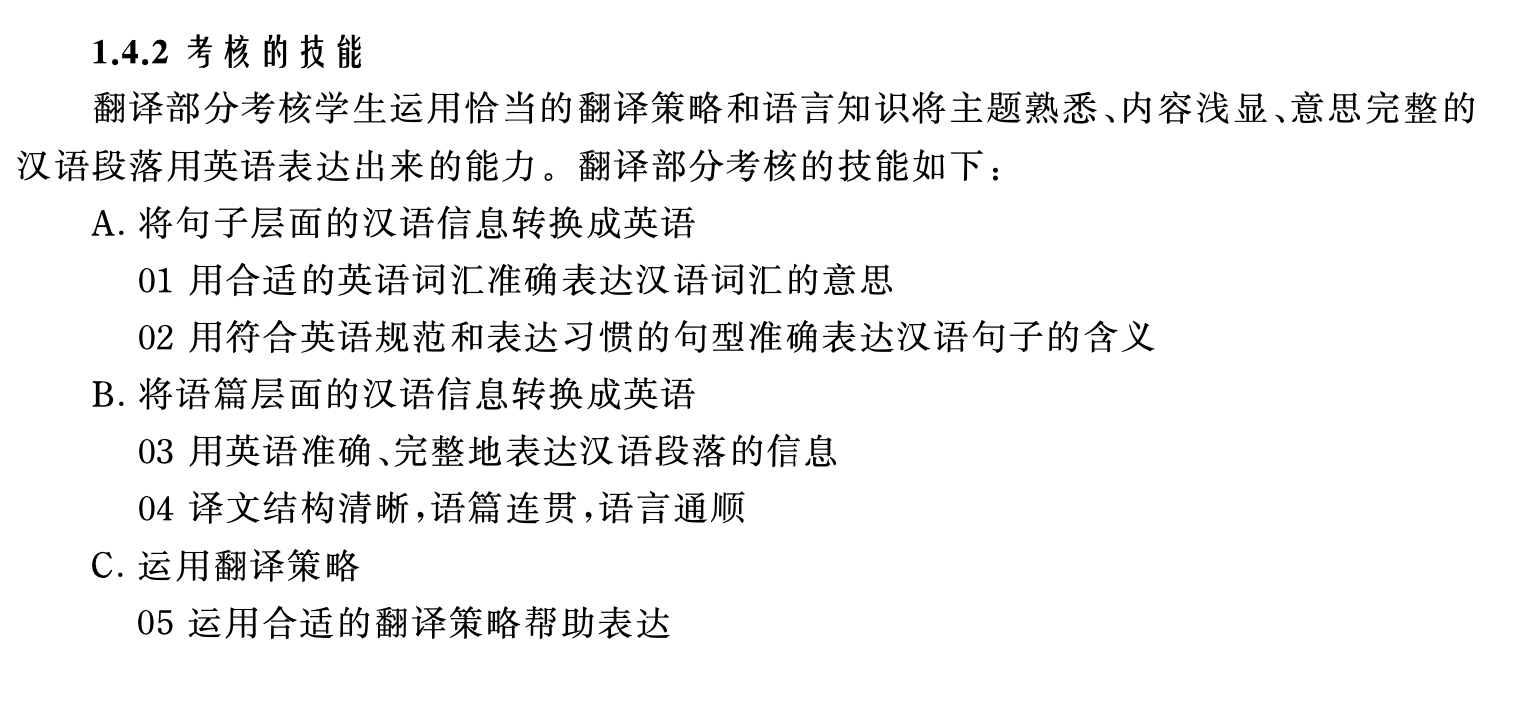 1.4.2 考核的技能
翻译部分考核学生运用恰当的翻译策略和语言知识将主题熟悉、内容浅显、意思完整的
汉语段落用英语表达出来的能力。翻译部分考核的技能如下：
A. 将句子层面的汉语信息转换成英语
01 用合适的英语词汇准确表达汉语词汇的意思
02 用符合英语规范和表达习惯的句型准确表达汉语句子的含义
B. 将语篇层面的汉语信息转换成英语
03 用英语准确、完整地表达汉语段落的信息
04 译文结构清晰，语篇连贯，语言通顺
C. 运用翻译策略
05 运用合适的翻译策略帮助表达